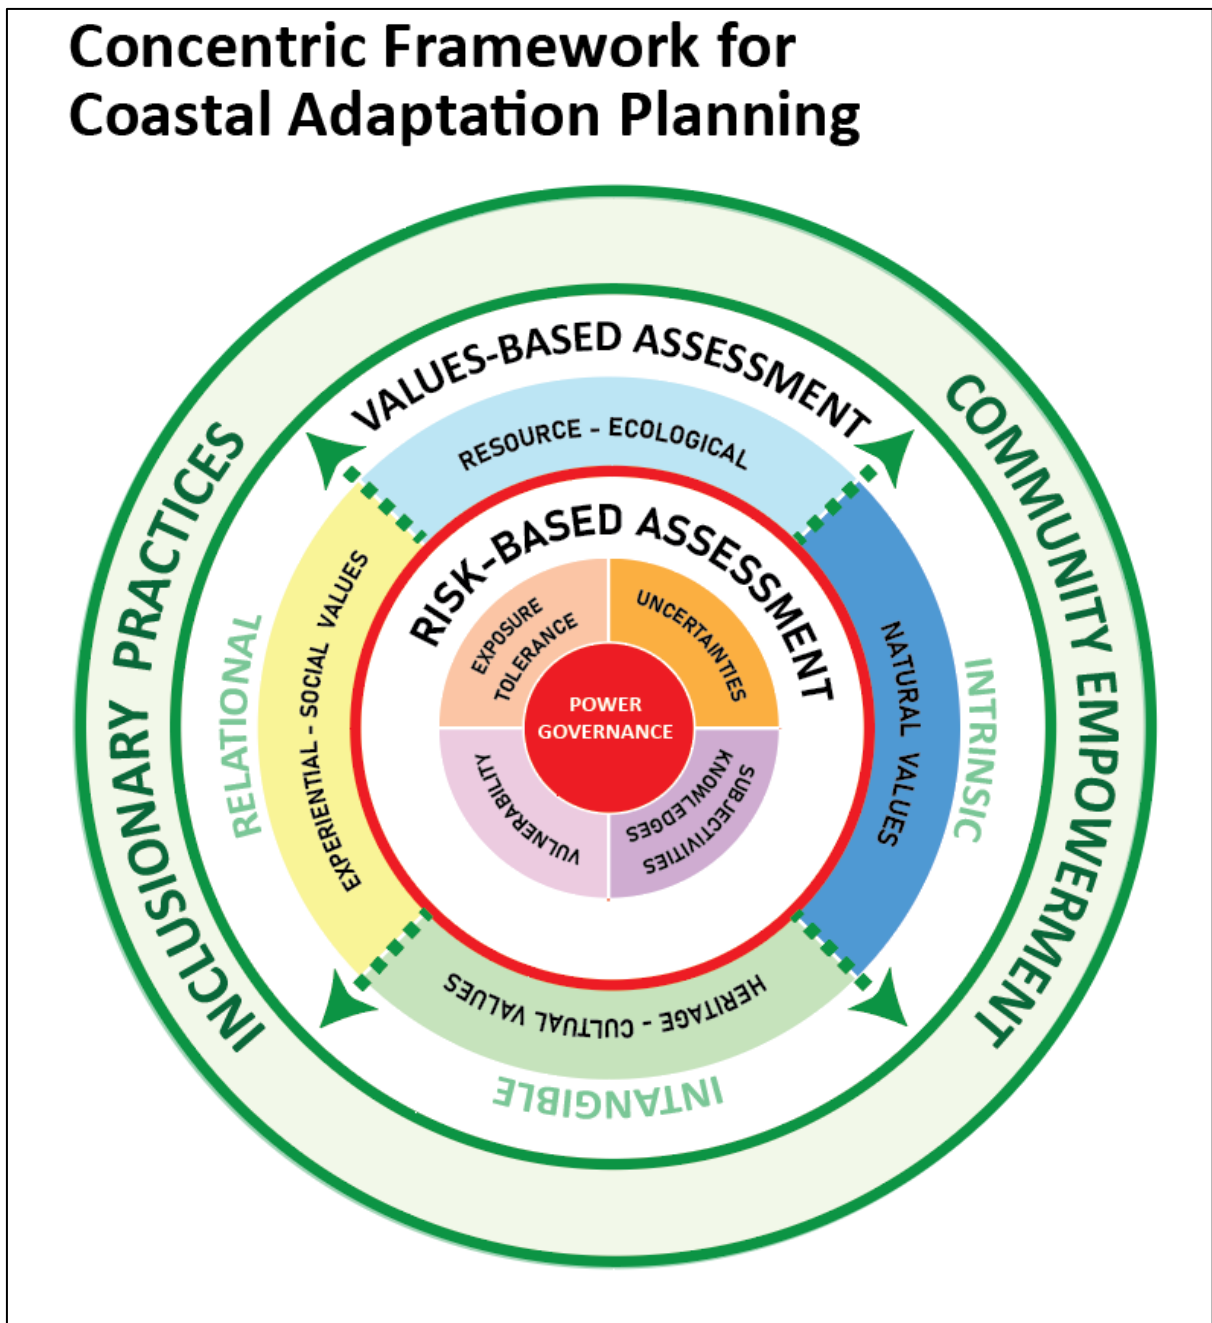 Concentric Framework for
Coastal Adaptation Planning
INCLUSIONARY PRACTICES
COMMUNITY EMPOWERMENT
VALUES-BASED ASSESSMENT
RESOURCE - ECOLOGICAL
RELATIONAL
EXPERIENTIAL - SOCIAL VALUES
NATURAL VALUES
INTRINSIC
HERITAGE - CULTUAL VALUES
INTANGIBLE
RISK-BASED ASSESSMENT
EXPOSURE
TOLERANCE
UNCERTAINTIES
VULNERABILITY
SUBJECTIVITIES
KNOWLEDGES
POWER
GOVERNANCE